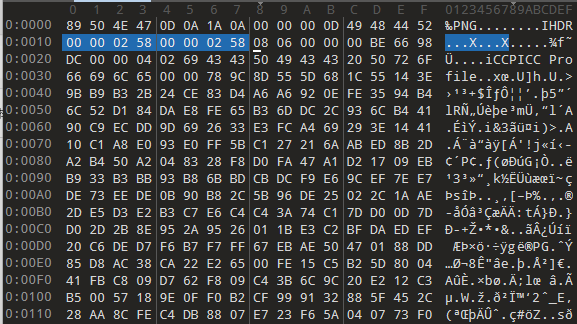 0 1 2 3 4 5 6 7 8 9 A B C D E F 0123456789ABCDEF
0:0000 89 50 4E 47 0D 0A 1A 0A 00 00 00 0D 49 48 44 52 ‰PNG........IHDR
0:0010 00 00 02 58 00 00 02 58 08 06 00 00 00 BE 66 98 ...X...X.....¾f˜
0:0020 DC 00 00 04 02 69 43 43 50 49 43 43 20 50 72 6F Ü....iCCPICC Pro
0:0030 66 69 6C 65 00 00 78 9C 8D 55 5D 68 1C 55 14 3E file..xœ.U]h.U.>
0:0040 9B B9 B3 2B 24 CE 83 D4 A6 A6 92 0E FE 35 94 B4 ›¹³+$ÎƒÔ¦¦’.þ5”´
0:0050 6C 52 D1 84 DA E8 FE 65 B3 6D DC 2C 93 6C B4 41 lRÑ„Úèþe³mÜ,“l´A
0:0060 90 C9 EC DD 9D 69 26 33 E3 FC A4 69 29 3E 14 41 .ÉìÝ.i&3ãü¤i)>.A
0:0070 10 C1 A8 E0 93 E0 FF 5B C1 27 21 6A AB ED 8B 2D .Á¨à“àÿ[Á'!j«í‹-
0:0080 A2 B4 50 A2 04 83 28 F8 D0 FA 47 A1 D2 17 09 EB ¢´P¢.ƒ(øÐúG¡Ò..ë
0:0090 B9 33 B3 BB 93 B8 6B BD CB DC F9 E6 9C EF 7E E7 ¹3³»“¸k½ËÜùæœï~ç
0:00A0 DE 73 EE DE 0B 90 B8 2C 5B 96 DE 25 02 2C 1A AE Þsîސ..¸,[–Þ%.,.®
0:00B0 2D E5 D3 E2 B3 C7 E6 C4 C4 3A 74 C1 7D D0 0D 7D -åÓâ³ÇæÄÄ:tÁ}Ð.}
0:00C0 D0 2D 2B 8E 95 2A 95 26 01 1B E3 C2 BF DA ED EF Ð-+Ž•*•&..ãÂ¿Úíï
0:00D0 20 C6 DE D7 F6 B7 F7 FF 67 EB AE 50 47 01 88 DD  ÆÞ×ö·÷ÿgë®PG.ˆÝ
0:00E0 85 D8 AC 38 CA 22 E2 65 00 FE 15 C5 B2 5D 80 04 …Ø¬8Ê"âe.þ.Å²]€.
0:00F0 41 FB C8 09 D7 62 F8 09 C4 3B 6C 9C 20 E2 12 C3 AûÈ.×bø.Ä;lœ â.Ã
0:0100 B5 00 57 18 9E 0F F0 B2 CF 99 91 32 88 5F 45 2C µ.W.ž.ð²Ï™‘2ˆ_E,
0:0110 28 AA 8C FE C4 DB 88 07 E7 23 F6 5A 04 07 73 F0